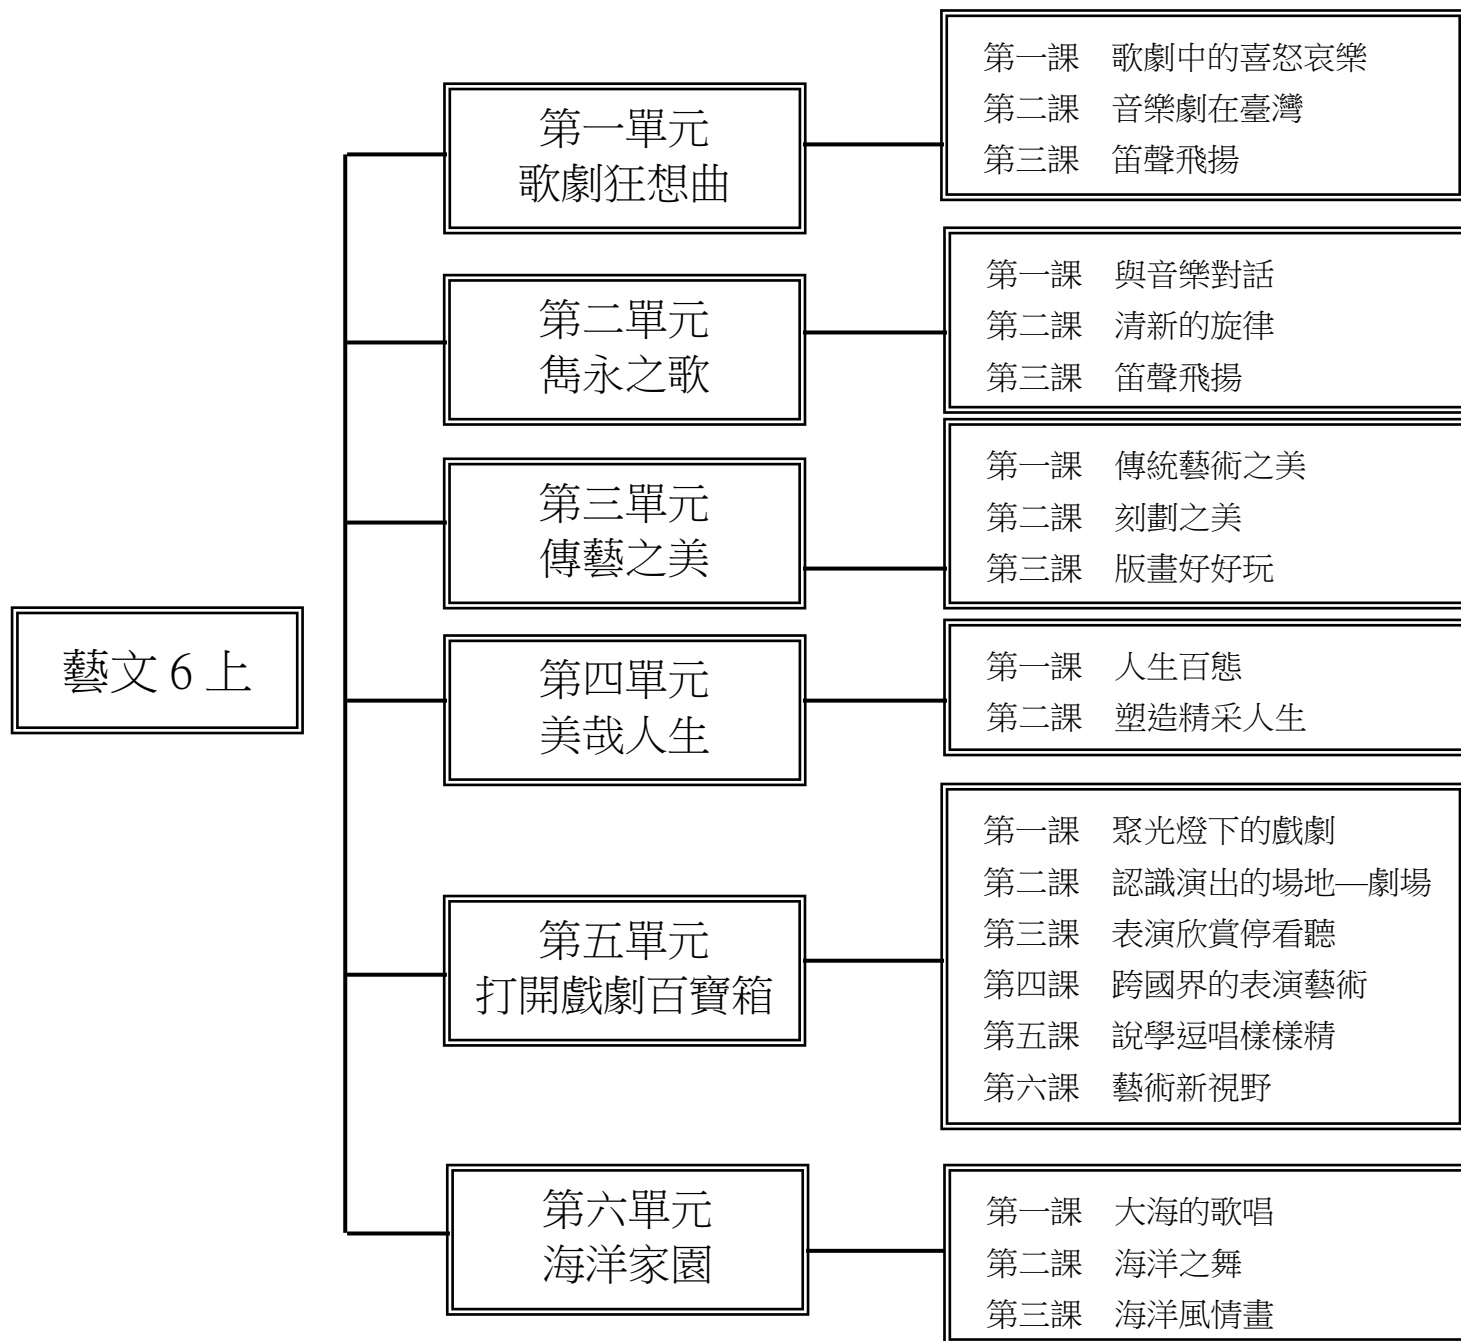 藝文6上
第一單元
歌劇狂想曲
第一課 歌劇中的喜怒哀樂
第二課 音樂劇在臺灣
第三課 笛聲飛揚
第二單元
雋永之歌
第一課 與音樂對話
第二課 清新的旋律
第三課 笛聲飛揚
第三單元
傳藝之美
第一課 傳統藝術之美
第二課 刻劃之美
第三課 版畫好好玩
第四單元
美哉人生
第一課 人生百態
第二課 塑造精采人生
第五單元
打開戲劇百寶箱
第一課 聚光燈下的戲劇
第二課 認識演出的場地—劇場
第三課 表演欣賞停看聽
第四課 跨國界的表演藝術
第五課 說學逗唱樣樣精
第六課 藝術新視野
第六單元
海洋家園
第一課 大海的歌唱
第二課 海洋之舞
第三課 海洋風情畫